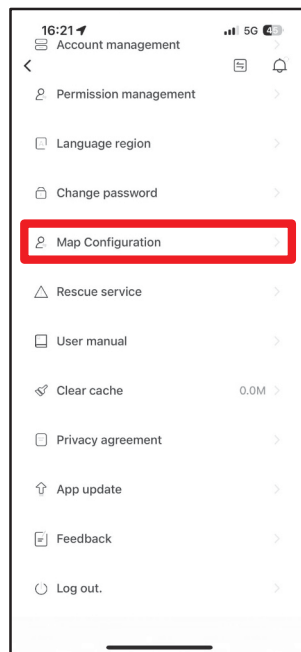 16:21 5G 45
Account management
Permission management
Language region
Change password
Map Configuration
Rescue service
User manual
Clear cache 0.0M
Privacy agreement
App update
Feedback
Log out.